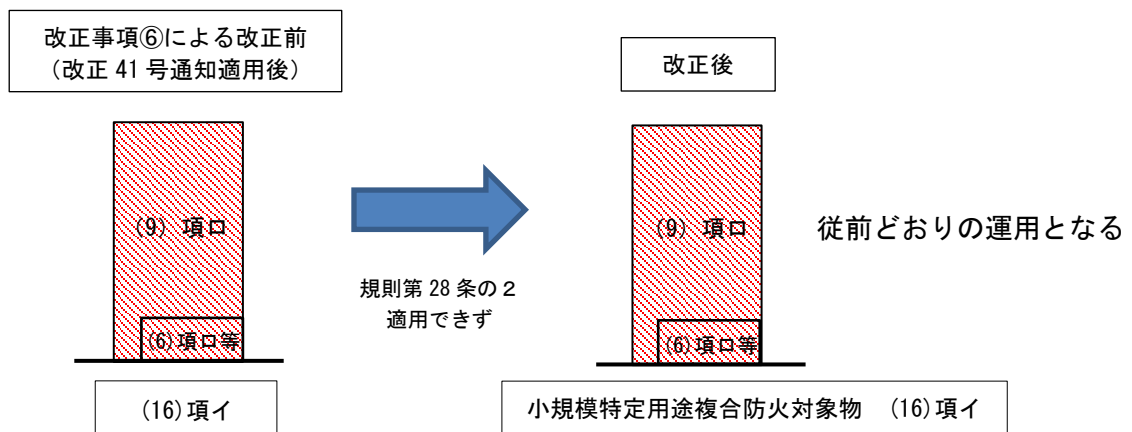 改正事項⑥による改正前
（改正 41 号通知適用後）
改正後
(9) 項ロ
(6)項ロ等
(16)項イ
規則第 28 条の２
適用できず
(9) 項ロ
(6)項ロ等
従前どおりの運用となる
小規模特定用途複合防火対象物 (16)項イ